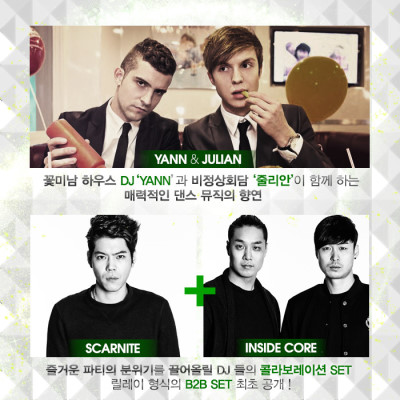 YANN & JULIAN
꽃미남 하우스 DJ 'YANN' 과 비정상회담 '줄리안'이 함께 하는
매력적인 댄스 뮤직의 향연
SCARNITE
INSIDE CORE
즐거운 파티의 분위가를 끌어올릴 DJ 들의 콜라보레이션 SET
릴레이 형식의 B2B SET 최초 공개 !